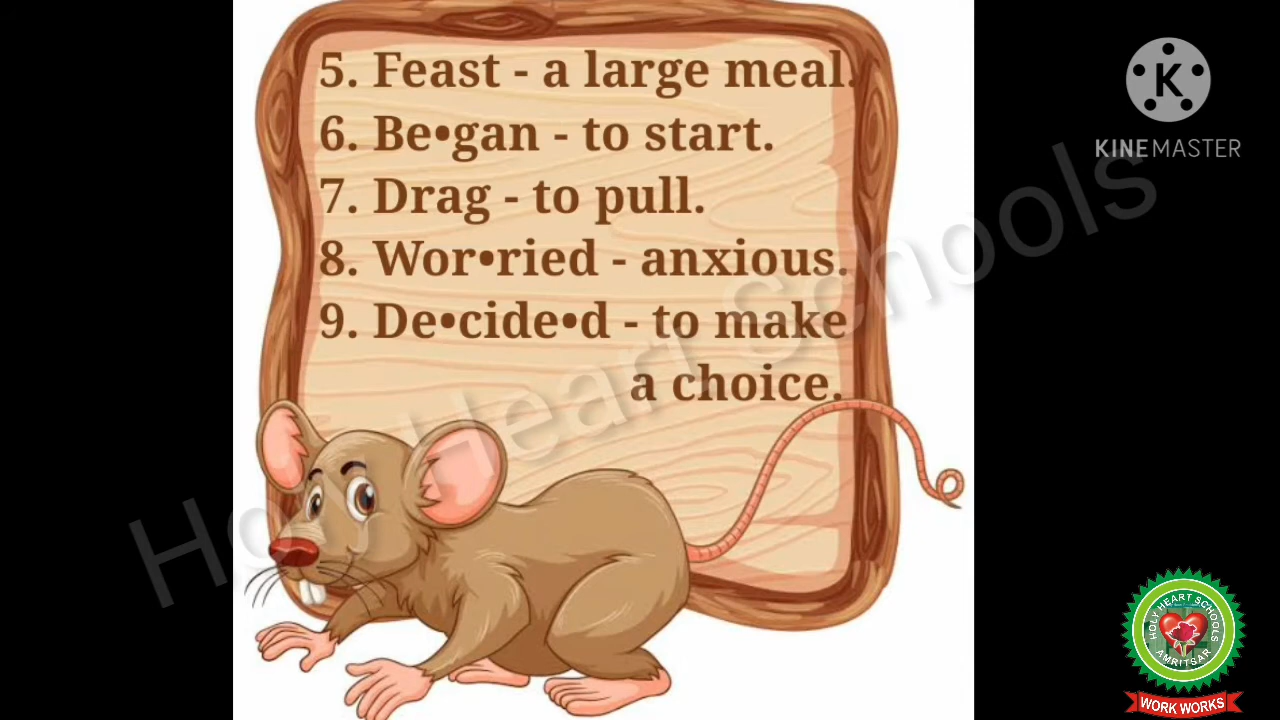 5. Feast - a large meal.
6. Be•gan - to start.
7. Drag - to pull.
8. Wor•ried - anxious.
9. De•cide•d - to make
a choice.
K
KINEMASTER
Holy Heart Schools
HOLY HEART SCHOOLS
AMRITSAR
WORK WORKS